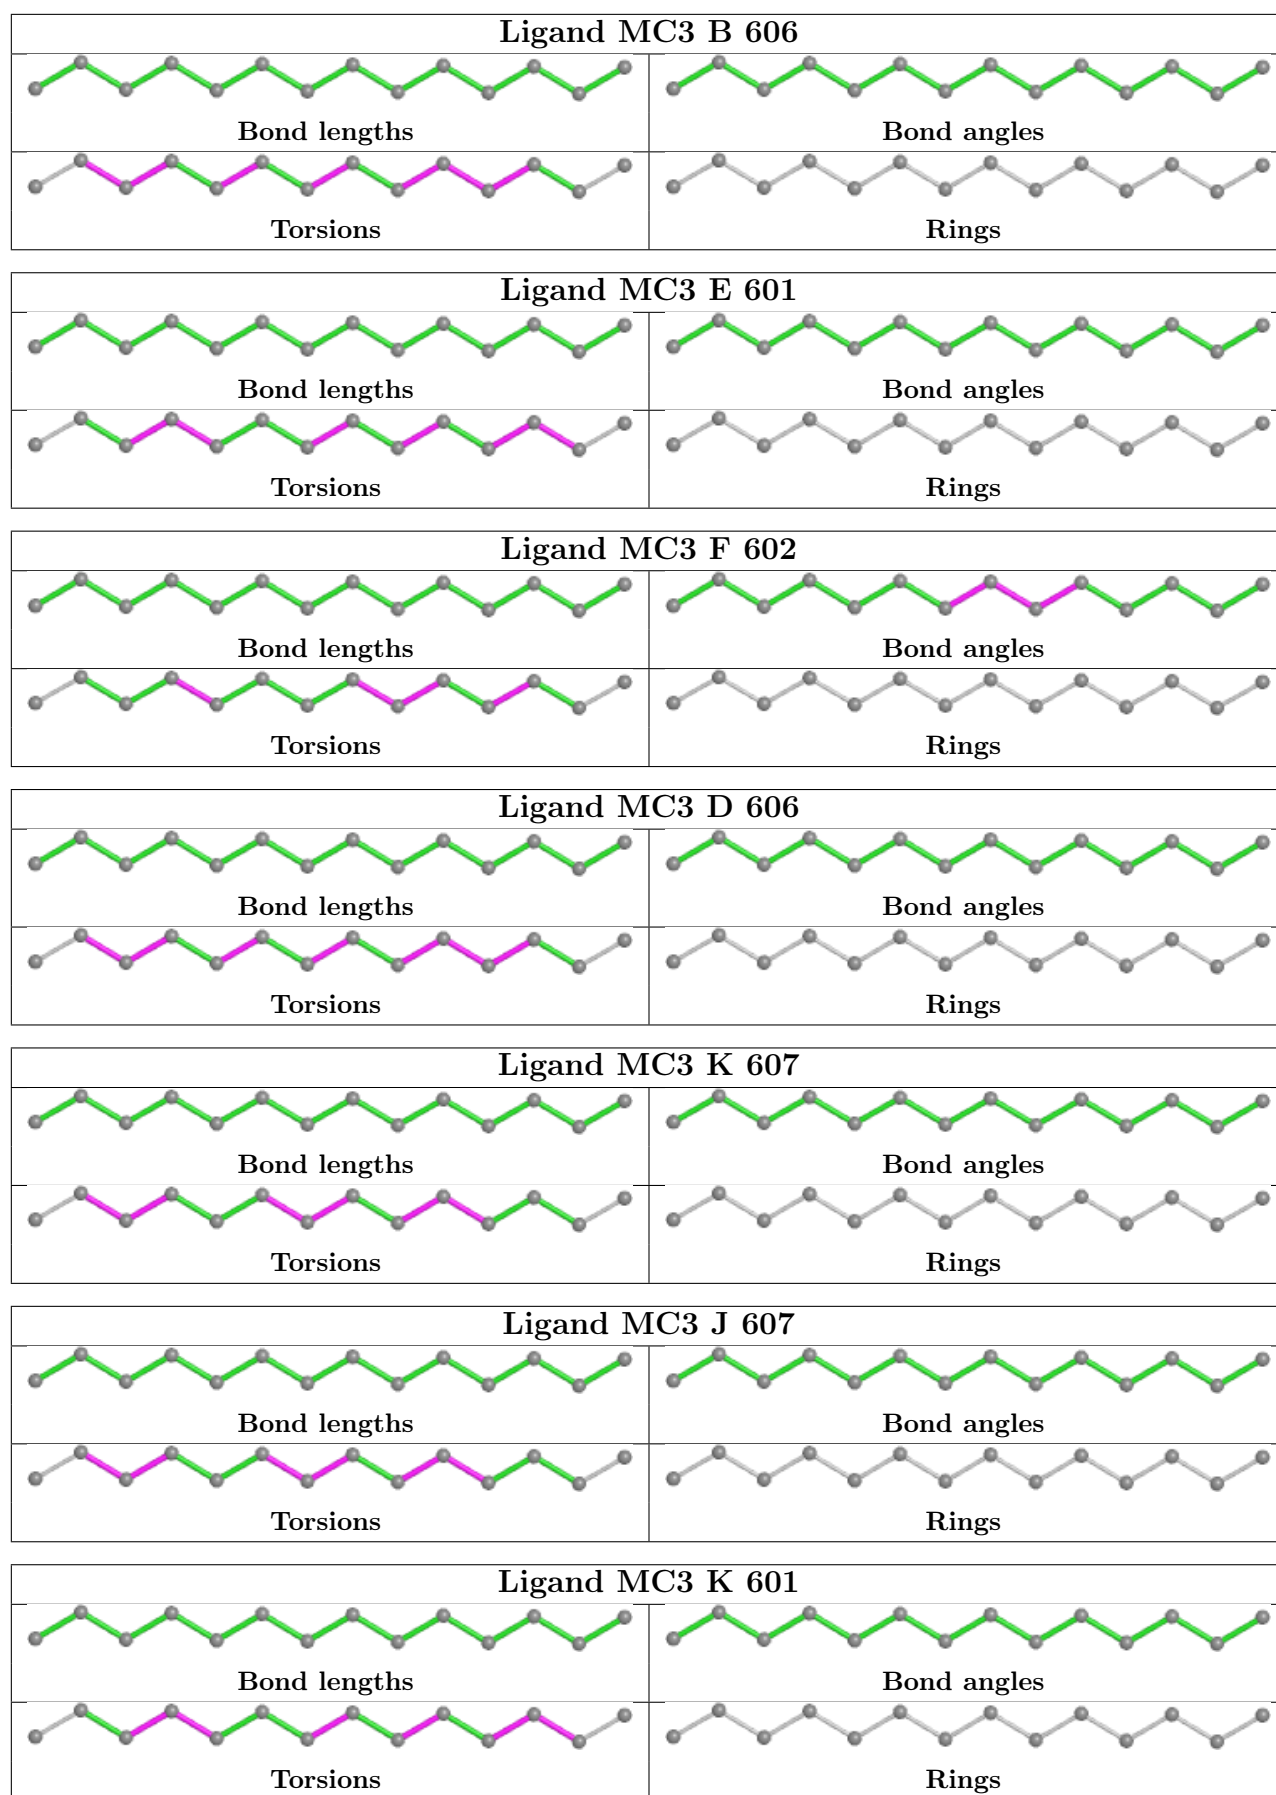 Ligand MC3 B 606
Bond lengths Bond angles
Torsions Rings
Ligand MC3 E 601
Bond lengths Bond angles
Torsions Rings
Ligand MC3 F 602
Bond lengths Bond angles
Torsions Rings
Ligand MC3 D 606
Bond lengths Bond angles
Torsions Rings
Ligand MC3 K 607
Bond lengths Bond angles
Torsions Rings
Ligand MC3 J 607
Bond lengths Bond angles
Torsions Rings
Ligand MC3 K 601
Bond lengths Bond angles
Torsions Rings